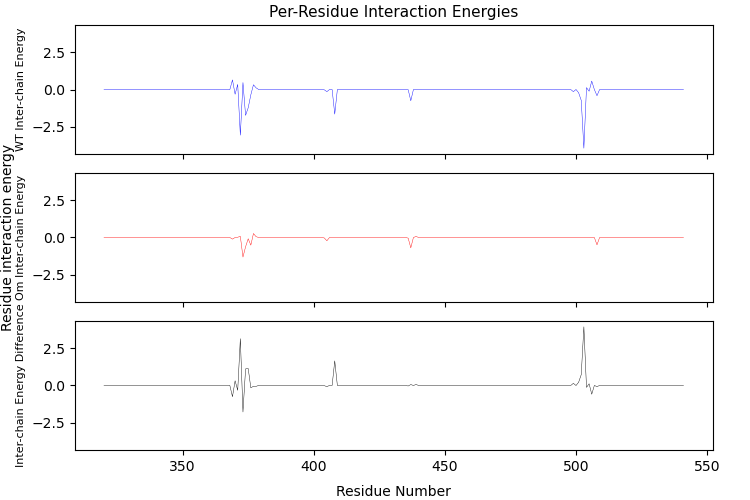 Per-Residue Interaction Energies
WT Inter-chain Energy
2.5
0.0
−2.5
Residue interaction energy
Om Inter-chain Energy
2.5
0.0
−2.5
Inter-chain Energy Difference
2.5
0.0
−2.5
350
400
450
500
550
Residue Number